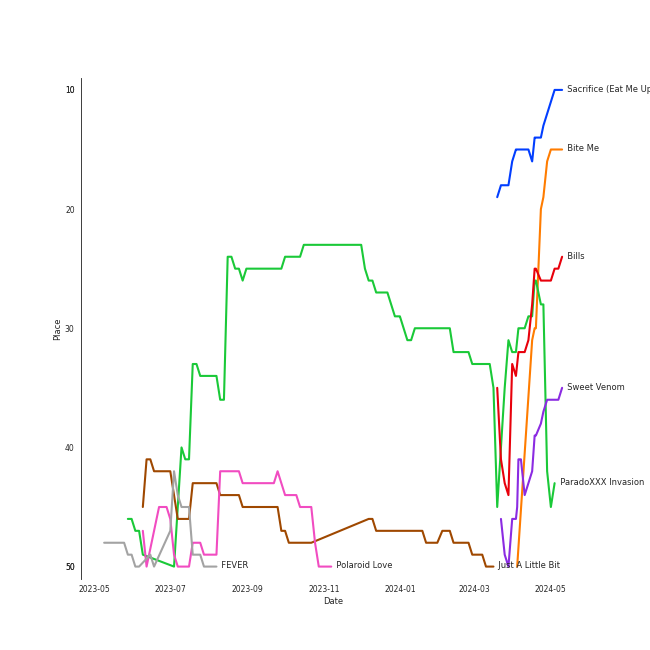 10
Sacrifice (Eat Me Up
Bite Me
20
Bills
30
Place
Sweet Venom
40
ParadoXXX Invasion
50
FEVER
Polaroid Love
Just A Little Bit
2023-05
2023-07
2023-09
2023-11
2024-01
2024-03
2024-05
Date